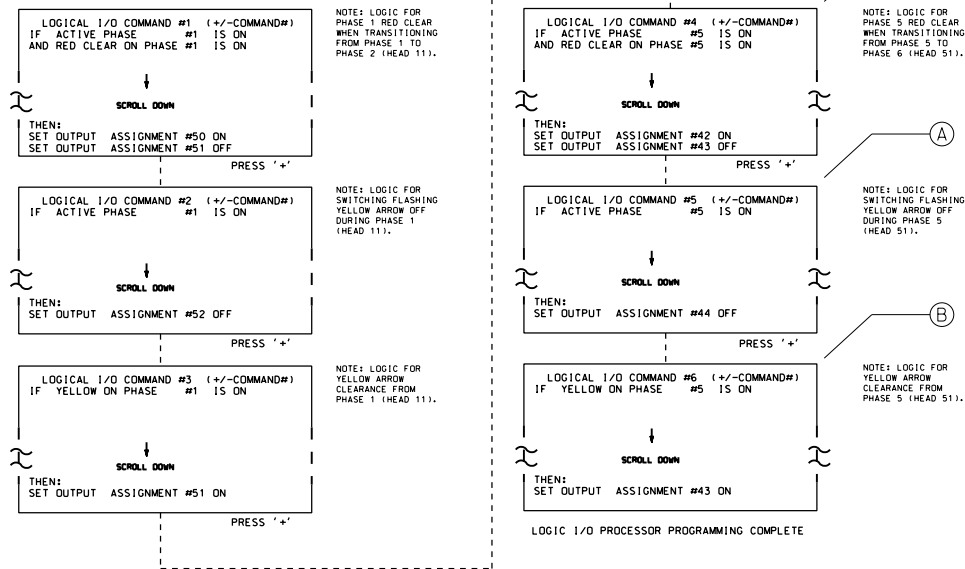 LOGICAL I/O COMMAND #1 (+/-COMMAND#)
IF ACTIVE PHASE #1 IS ON
AND RED CLEAR ON PHASE #1 IS ON
SCROLL DOWN
THEN:
SET OUTPUT ASSIGNMENT #50 ON
SET OUTPUT ASSIGNMENT #51 OFF
PRESS '+'
NOTE: LOGIC FOR
PHASE 1 RED CLEAR
WHEN TRANSITIONING
FROM PHASE 1 TO
PHASE 2 (HEAD 11).
LOGICAL I/O COMMAND #2 (+/-COMMAND#)
IF ACTIVE PHASE #1 IS ON
SCROLL DOWN
THEN:
SET OUTPUT ASSIGNMENT #52 OFF
PRESS '+'
NOTE: LOGIC FOR
SWITCHING FLASHING
YELLOW ARROW OFF
DURING PHASE 1
(HEAD 11).
LOGICAL I/O COMMAND #3 (+/-COMMAND#)
IF YELLOW ON PHASE #1 IS ON
SCROLL DOWN
THEN:
SET OUTPUT ASSIGNMENT #51 ON
PRESS '+'
NOTE: LOGIC FOR
YELLOW ARROW
CLEARANCE FROM
PHASE 1 (HEAD 11).
LOGICAL I/O COMMAND #4 (+/-COMMAND#)
IF ACTIVE PHASE #5 IS ON
AND RED CLEAR ON PHASE #5 IS ON
SCROLL DOWN
THEN:
SET OUTPUT ASSIGNMENT #42 ON
SET OUTPUT ASSIGNMENT #43 OFF
PRESS '+'
NOTE: LOGIC FOR
PHASE 5 RED CLEAR
WHEN TRANSITIONING
FROM PHASE 5 TO
PHASE 6 (HEAD 51).
A
LOGICAL I/O COMMAND #5 (+/-COMMAND#)
IF ACTIVE PHASE #5 IS ON
SCROLL DOWN
THEN:
SET OUTPUT ASSIGNMENT #44 OFF
PRESS '+'
NOTE: LOGIC FOR
SWITCHING FLASHING
YELLOW ARROW OFF
DURING PHASE 5
(HEAD 51).
B
LOGICAL I/O COMMAND #6 (+/-COMMAND#)
IF YELLOW ON PHASE #5 IS ON
SCROLL DOWN
THEN:
SET OUTPUT ASSIGNMENT #43 ON
NOTE: LOGIC FOR
YELLOW ARROW
CLEARANCE FROM
PHASE 5 (HEAD 51).
LOGIC I/O PROCESSOR PROGRAMMING COMPLETE